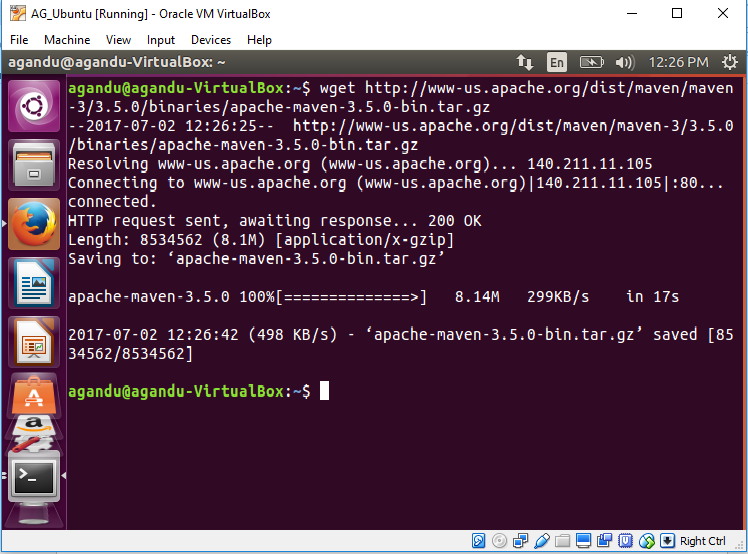 AG_Ubuntu [Running] - Oracle VM VirtualBox
File Machine View Input Devices Help
agandu@agandu-VirtualBox: ~ En 12:26 PM
agandu@agandu-VirtualBox:~$ wget http://www-us.apache.org/dist/maven/maven
-3/3.5.0/binaries/apache-maven-3.5.0-bin.tar.gz
--2017-07-02 12:26:25--  http://www-us.apache.org/dist/maven/maven-3/3.5.0
/binaries/apache-maven-3.5.0-bin.tar.gz
Resolving www-us.apache.org (www-us.apache.org)... 140.211.11.105
Connecting to www-us.apache.org (www-us.apache.org)|140.211.11.105|:80...
connected.
HTTP request sent, awaiting response... 200 OK
Length: 8534562 (8.1M) [application/x-gzip]
Saving to: ‘apache-maven-3.5.0-bin.tar.gz’
apache-maven-3.5.0 100%[==============>]   8.14M   299KB/s    in 17s
2017-07-02 12:26:42 (498 KB/s) - ‘apache-maven-3.5.0-bin.tar.gz’ saved [85
34562/8534562]
agandu@agandu-VirtualBox:~$
Right Ctrl